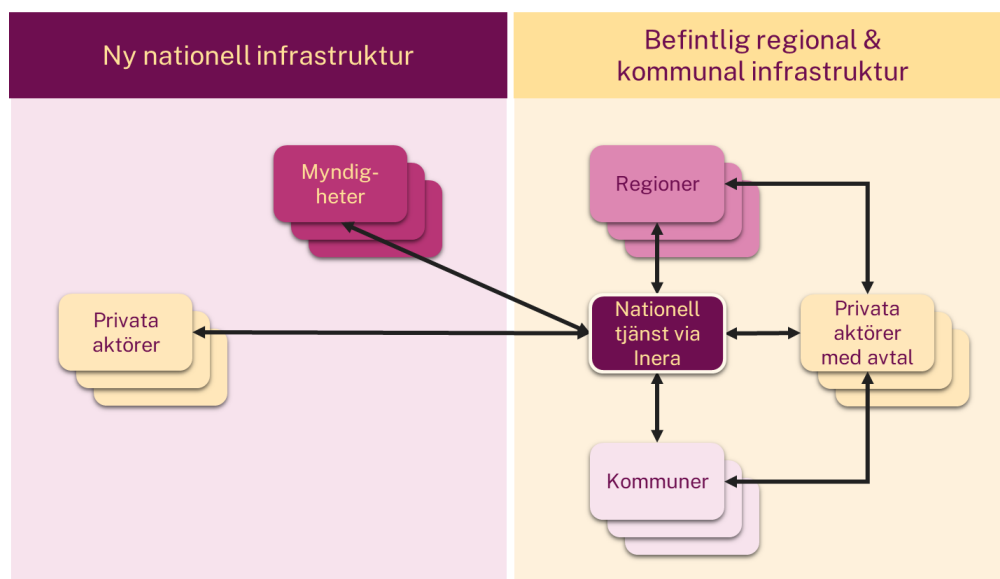 Ny nationell infrastruktur
Befintlig regional &
kommunal infrastruktur
Myndig-
heter
Regioner
Privata
aktörer
Nationell
tjänst via
Inera
Privata
aktörer
med avtal
Kommuner